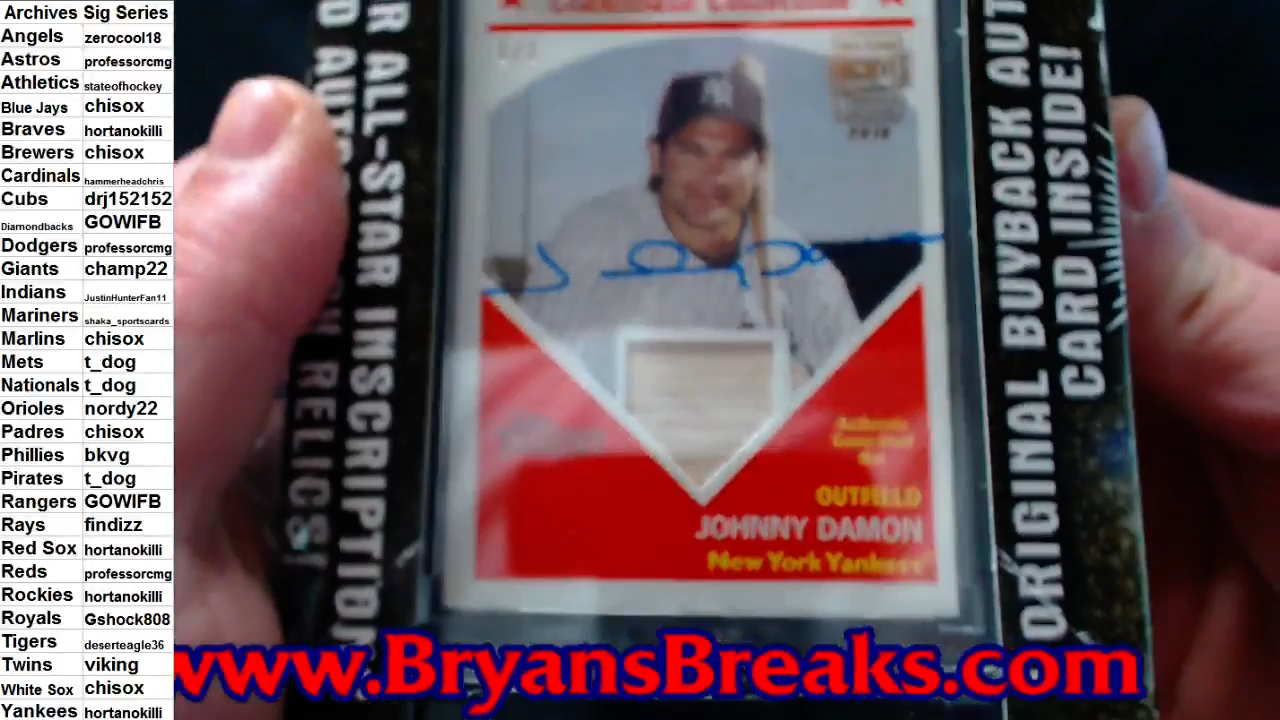 Archives Sig Series
Angels zerocool18
Astros professorcmg
Athletics stateofhockey
Blue Jays chisox
Braves hortanokilli
Brewers chisox
Cardinals hammerheadchris
Cubs drj152152
Diamondbacks GOWIFB
Dodgers professorcmg
Giants champ22
Indians JustinHunterFan11
Mariners shaka_sportscards
Marlins chisox
Mets t_dog
Nationals t_dog
Orioles nordy22
Padres chisox
Phillies bkvg
Pirates t_dog
Rangers GOWIFB
Rays findizz
Red Sox hortanokilli
Reds professorcmg
Rockies hortanokilli
Royals Gshock808
Tigers deserteagle36
Twins viking
White Sox chisox
Yankees hortanokilli
R ALL-STAR INSCRIPTION
RELICS!
NY
OUTFIELD
JOHNNY DAMON
New York Yankees
ORIGINAL BUYBACK AUT
CARD INSIDE!
www.BryansBreaks.com